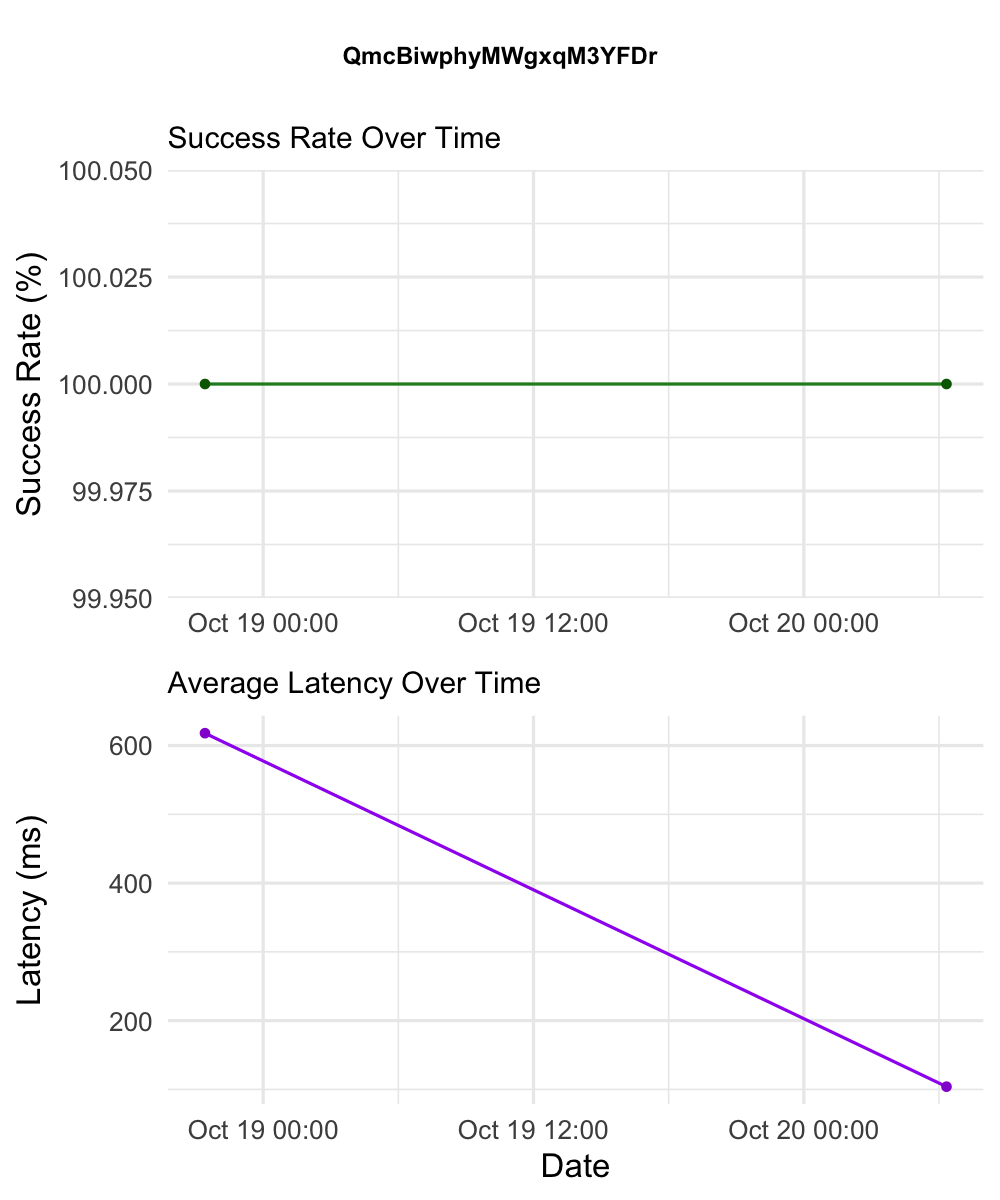 QmcBiwphyMWgxqM3YFDr
Success Rate Over Time
100.050
100.025
100.000
99.975
99.950
Success Rate (%)
Oct 19 00:00 Oct 19 12:00 Oct 20 00:00
Average Latency Over Time
600
400
200
Latency (ms)
Oct 19 00:00 Oct 19 12:00 Oct 20 00:00
Date